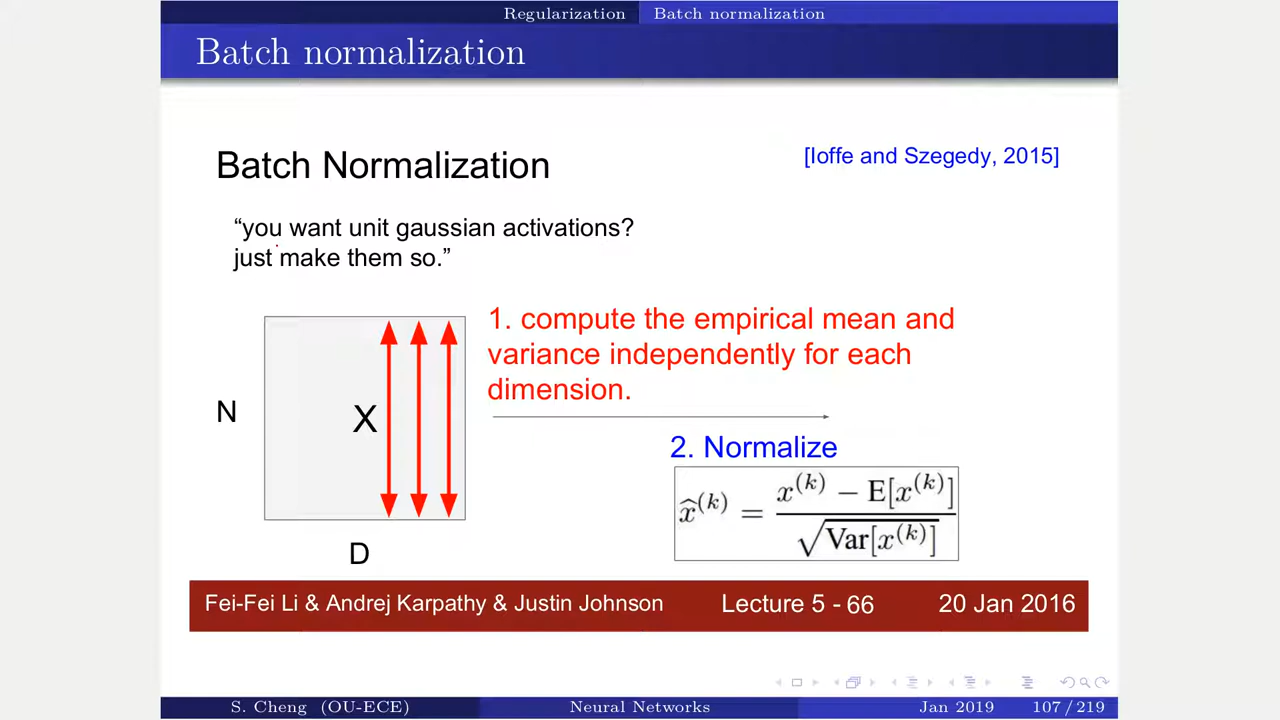 Regularization Batch normalization
Batch normalization
Batch Normalization
[Ioffe and Szegedy, 2015]
“you want unit gaussian activations?
just make them so.”
1. compute the empirical mean and
variance independently for each
dimension.
N
X
D
2. Normalize
x̂^(k) = (x^(k) − E[x^(k)]) / √Var[x^(k)]
Fei-Fei Li & Andrej Karpathy & Justin Johnson Lecture 5 - 66 20 Jan 2016
S. Cheng (OU-ECE) Neural Networks Jan 2019 107 / 219